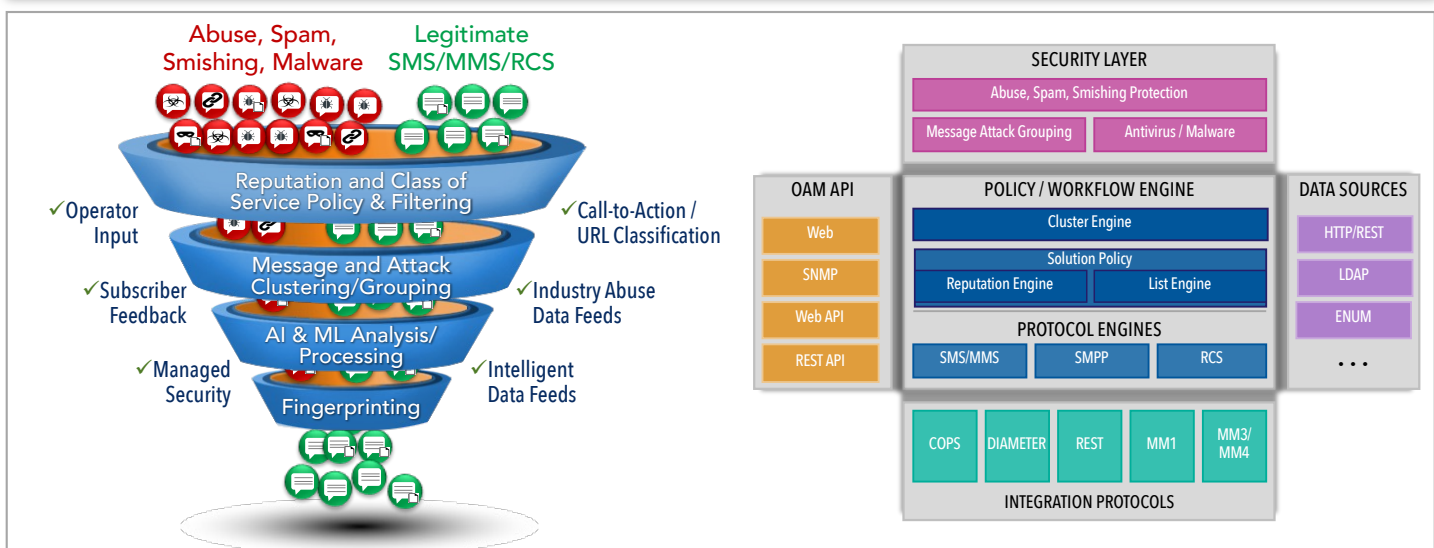 Abuse, Spam,
Smishing, Malware
Legitimate
SMS/MMS/RCS
Reputation and Class of
Service Policy & Filtering
✓Operator
Input
✓Call-to-Action /
URL Classification
Message and Attack
Clustering/Grouping
✓Subscriber
Feedback
✓Industry Abuse
Data Feeds
AI & ML Analysis/
Processing
✓Managed
Security
✓Intelligent
Data Feeds
Fingerprinting
SECURITY LAYER
Abuse, Spam, Smishing Protection
Message Attack Grouping
Antivirus / Malware
OAM API
Web
SNMP
Web API
REST API
POLICY / WORKFLOW ENGINE
Cluster Engine
Solution Policy
Reputation Engine
List Engine
PROTOCOL ENGINES
SMS/MMS
SMPP
RCS
DATA SOURCES
HTTP/REST
LDAP
ENUM
...
COPS
DIAMETER
REST
MM1
MM3/
MM4
INTEGRATION PROTOCOLS